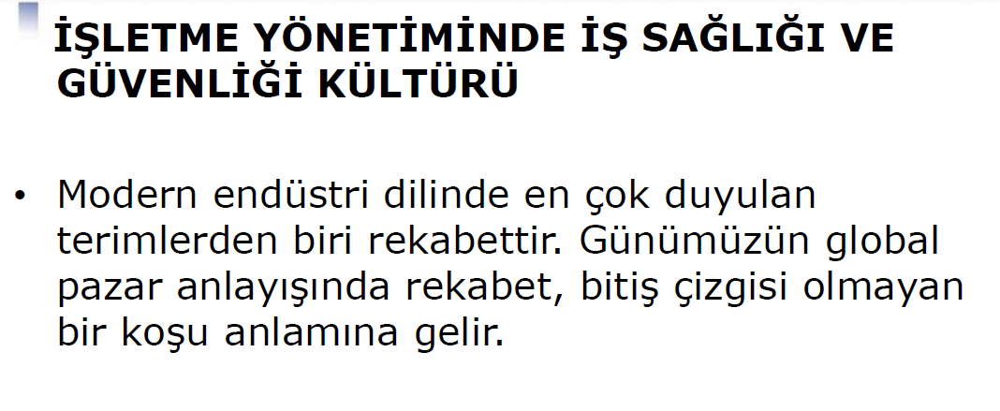 İŞLETME YÖNETİMİNDE İŞ SAĞLIĞI VE
GÜVENLİĞİ KÜLTÜRÜ
• Modern endüstri dilinde en çok duyulan
terimlerden biri rekabettir. Günümüzün global
pazar anlayışında rekabet, bitiş çizgisi olmayan
bir koşu anlamına gelir.